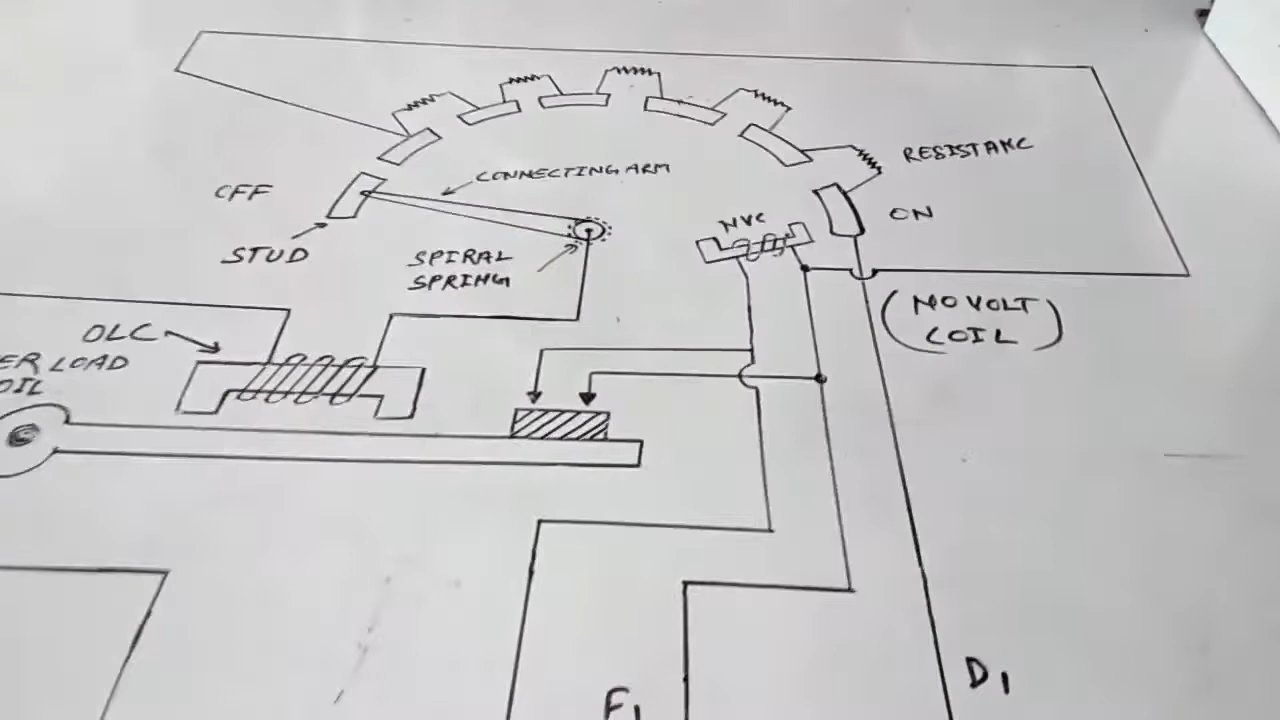 RESISTANC
CONNECTING ARM
OFF
ON
NVC
STUD
SPIRAL
SPRING
(NO VOLT
COIL)
OLC
ER LOAD
OIL
F1
D1